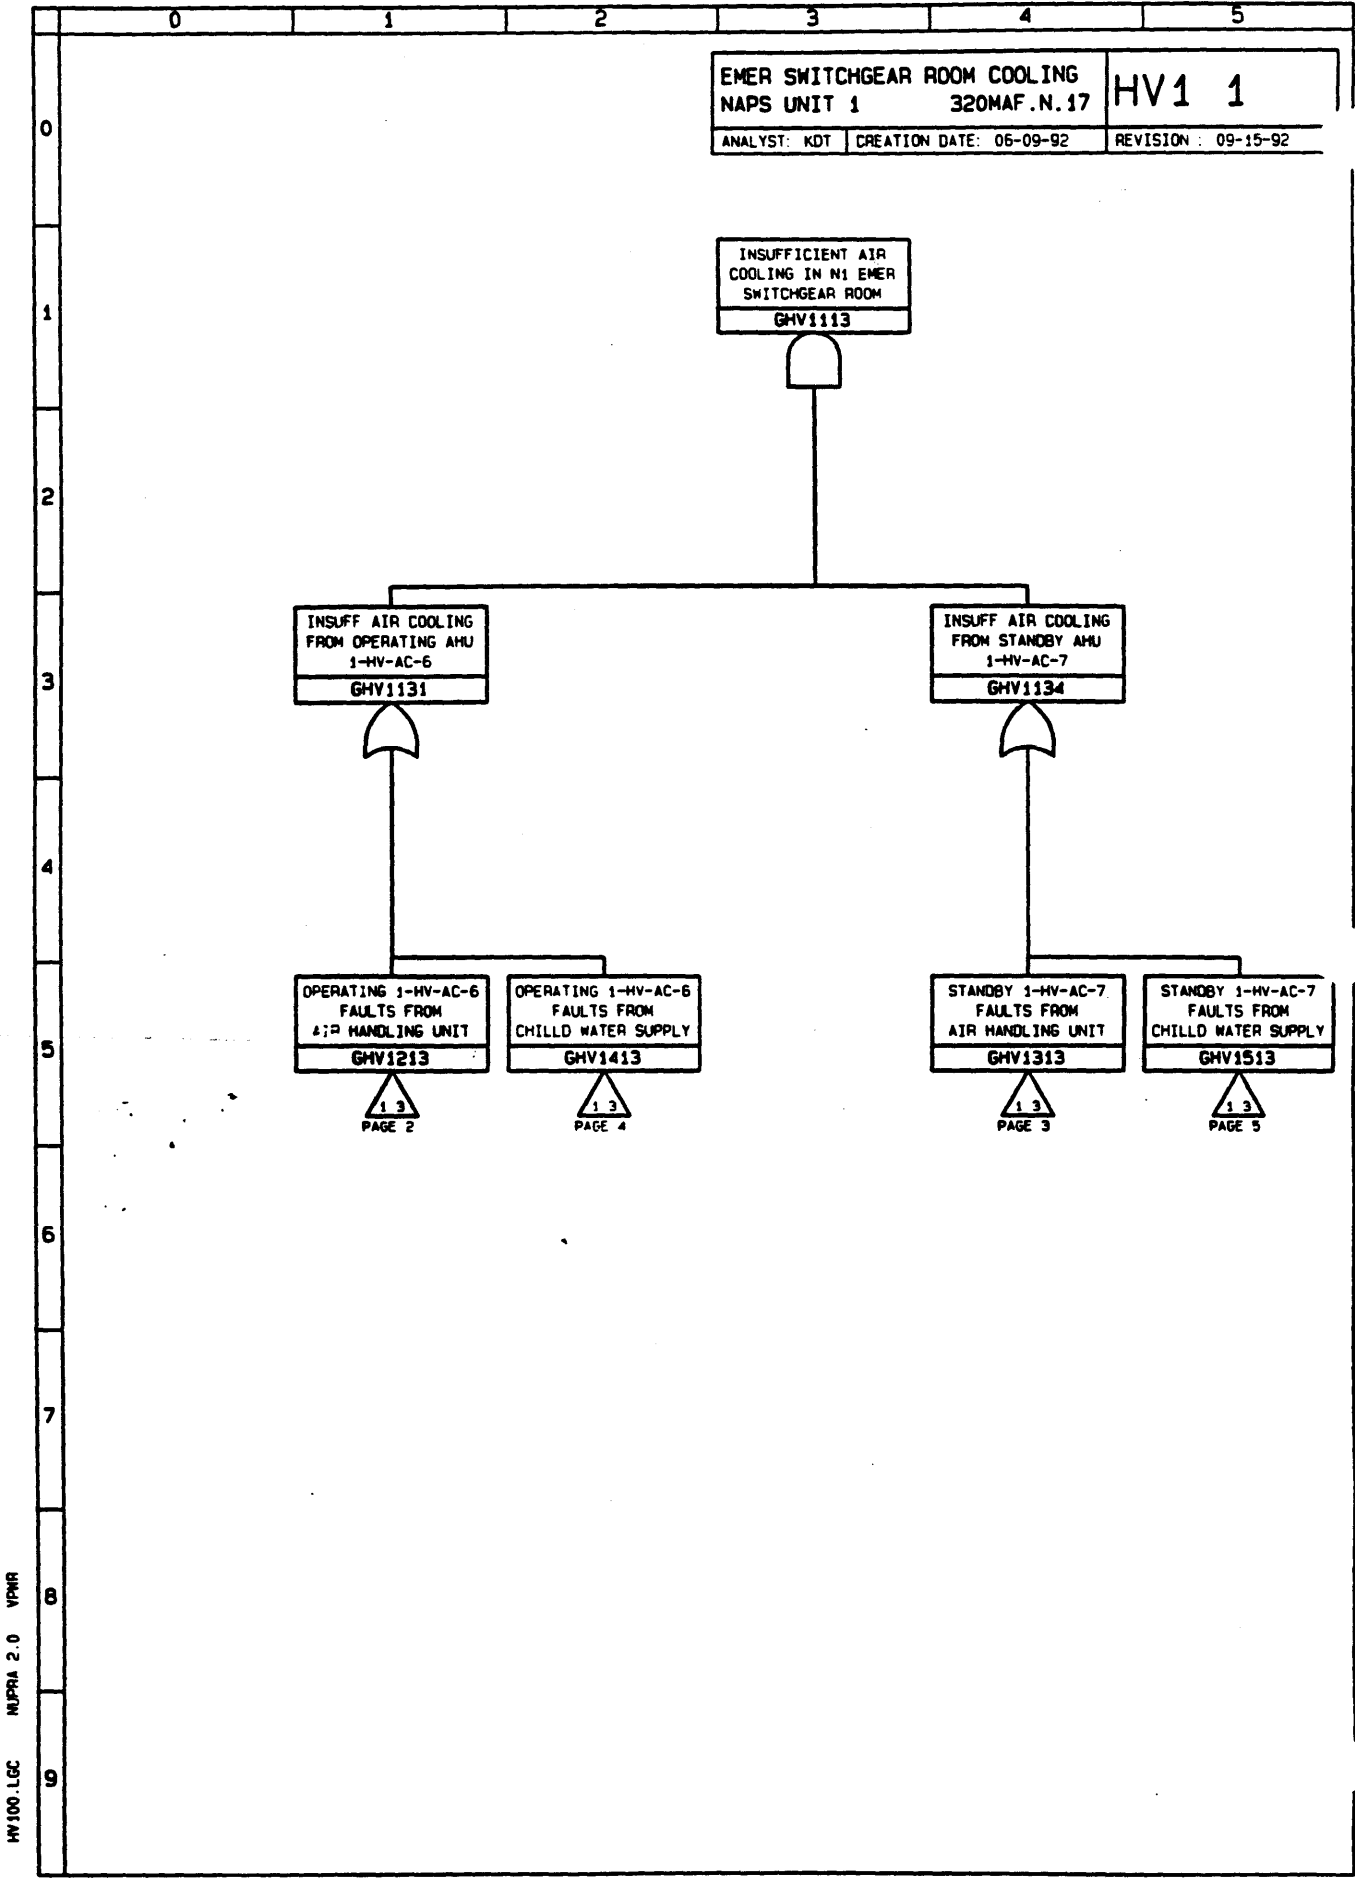 0 1 2 3 4 5
EMER SWITCHGEAR ROOM COOLING
NAPS UNIT 1 320MAF.N.17
HV1 1
ANALYST: KDT CREATION DATE: 06-09-92 REVISION : 09-15-92
0
INSUFFICIENT AIR
COOLING IN N1 EMER
SWITCHGEAR ROOM
GHV1113
1
2
INSUFF AIR COOLING
FROM OPERATING AHU
1-HV-AC-6
GHV1131
INSUFF AIR COOLING
FROM STANDBY AHU
1-HV-AC-7
GHV1134
3
4
OPERATING 1-HV-AC-6
FAULTS FROM
AIR HANDLING UNIT
GHV1213
1 3
PAGE 2
OPERATING 1-HV-AC-6
FAULTS FROM
CHILLD WATER SUPPLY
GHV1413
1 3
PAGE 4
STANDBY 1-HV-AC-7
FAULTS FROM
AIR HANDLING UNIT
GHV1313
1 3
PAGE 3
STANDBY 1-HV-AC-7
FAULTS FROM
CHILLD WATER SUPPLY
GHV1513
1 3
PAGE 5
5
6
7
8
9
HV100.LGC NUPRA 2.0 VPWR